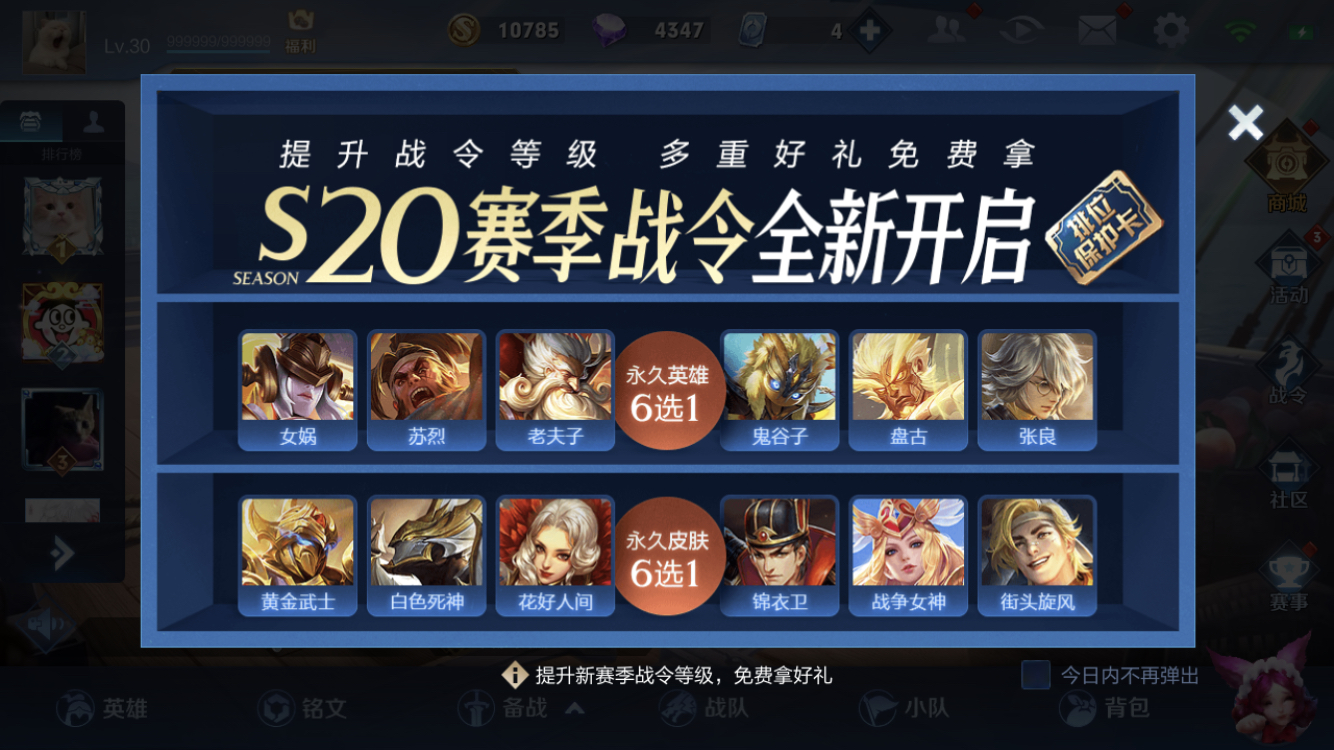 Lv.30
999999/999999
福利
10785
4347
4
排行榜
1
2
3
提升战令等级 多重好礼免费拿
S20赛季战令全新开启
SEASON
排位
保护卡
女娲
苏烈
老夫子
永久英雄
6选1
鬼谷子
盘古
张良
黄金武士
白色死神
花好人间
永久皮肤
6选1
锦衣卫
战争女神
街头旋风
提升新赛季战令等级，免费拿好礼
今日内不再弹出
商城
3
活动
战令
社区
赛事
英雄
铭文
备战
战队
小队
背包